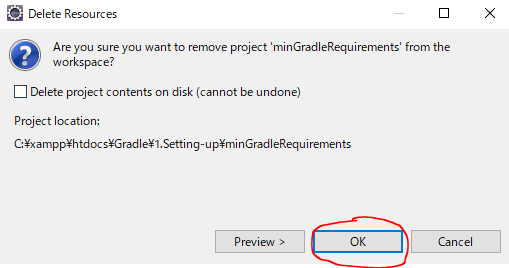 Delete Resources
Are you sure you want to remove project 'minGradleRequirements' from the
workspace?
Delete project contents on disk (cannot be undone)
Project location:
C:¥xampp¥htdocs¥Gradle¥1.Setting-up¥minGradleRequirements
Preview > OK Cancel